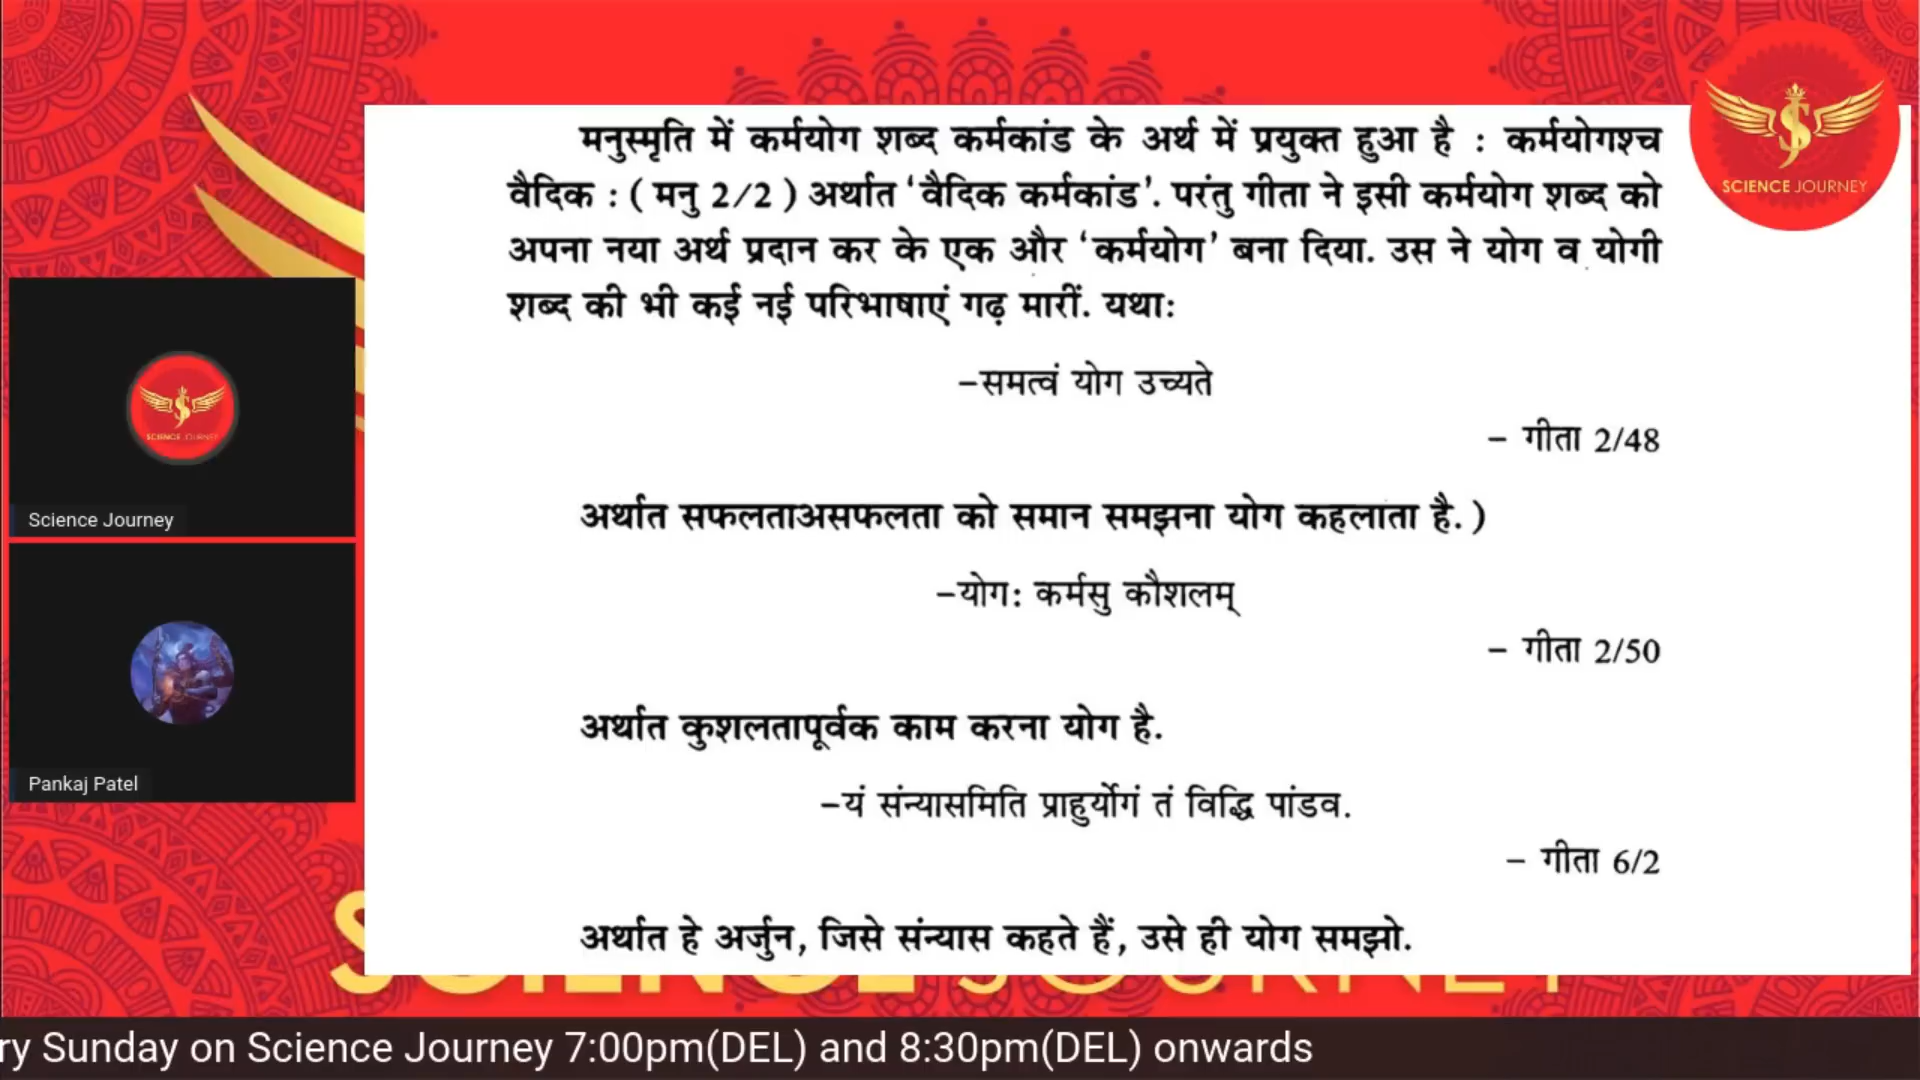 मनुस्मृति में कर्मयोग शब्द कर्मकांड के अर्थ में प्रयुक्त हुआ है : कर्मयोगश्च
वैदिक : ( मनु 2/2 ) अर्थात 'वैदिक कर्मकांड'. परंतु गीता ने इसी कर्मयोग शब्द को
अपना नया अर्थ प्रदान कर के एक और 'कर्मयोग' बना दिया. उस ने योग व योगी
शब्द की भी कई नई परिभाषाएं गढ़ मारीं. यथा:
–समत्वं योग उच्यते
– गीता 2/48
अर्थात सफलताअसफलता को समान समझना योग कहलाता है. )
–योग: कर्मसु कौशलम्
– गीता 2/50
अर्थात कुशलतापूर्वक काम करना योग है.
–यं संन्यासमिति प्राहुर्योगं तं विद्धि पांडव.
– गीता 6/2
अर्थात हे अर्जुन, जिसे संन्यास कहते हैं, उसे ही योग समझो.
SCIENCE JOURNEY
SCIENCE JOURNEY
Science Journey
Pankaj Patel
SCIENCE JOURNEY
ry Sunday on Science Journey 7:00pm(DEL) and 8:30pm(DEL) onwards